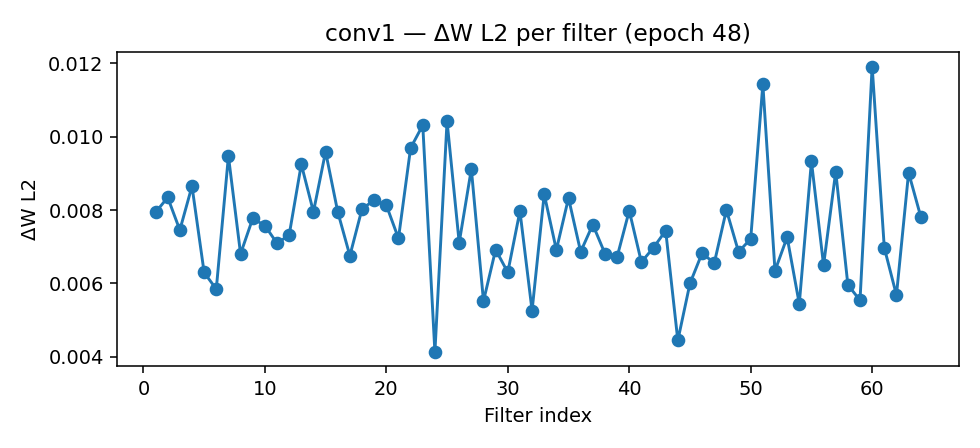 conv1 — ΔW L2 per filter (epoch 48)
0.012
0.010
0.008
0.006
0.004
ΔW L2
0 10 20 30 40 50 60
Filter index